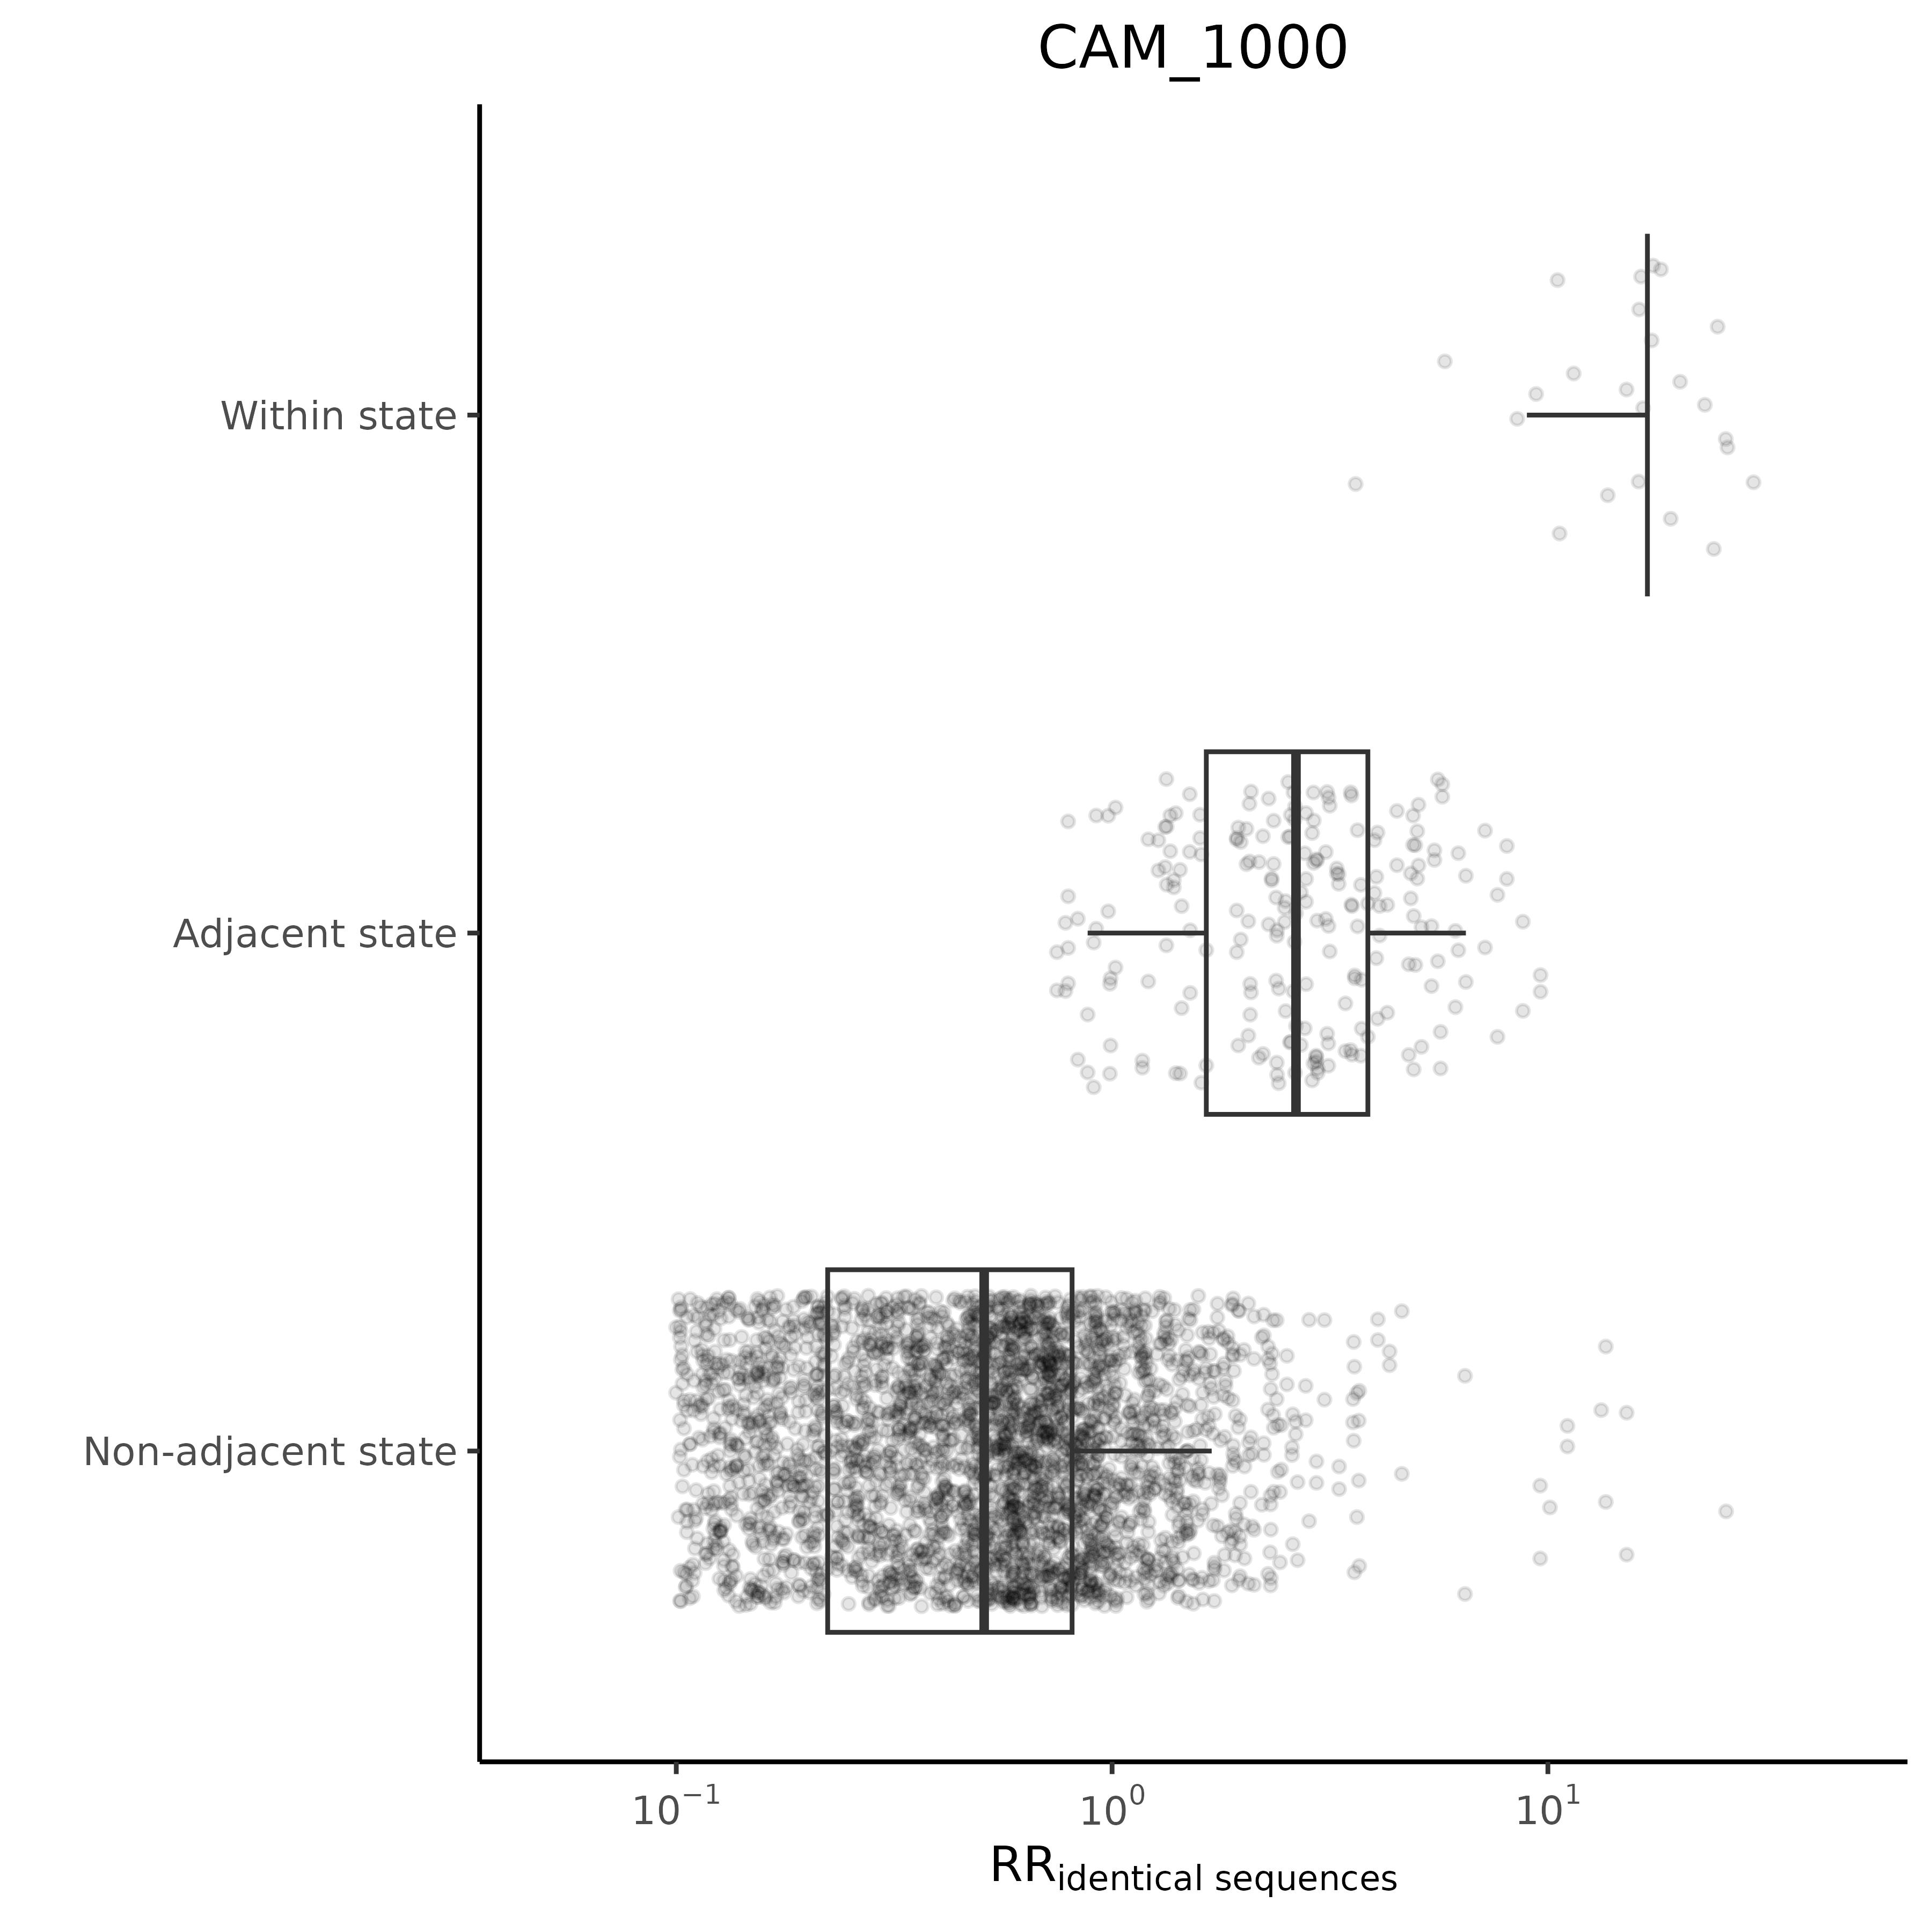 CAM_1000
Within state
Adjacent state
Non-adjacent state
10⁻¹ 10⁰ 10¹
RRidentical sequences